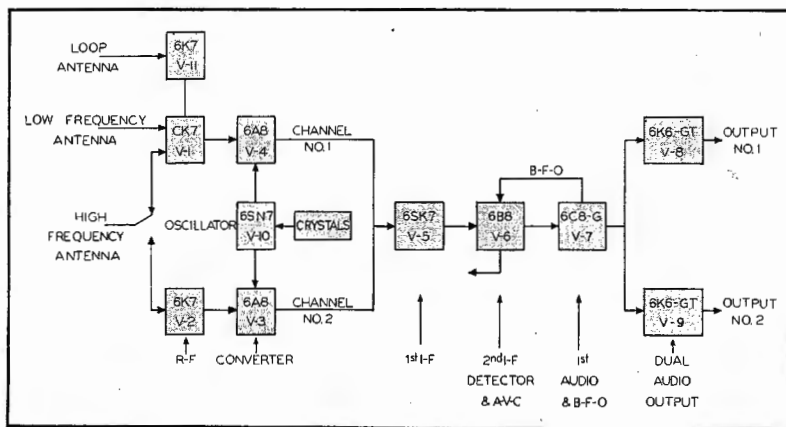 LOOP
ANTENNA
6K7
V-11
LOW FREQUENCY
ANTENNA
CK7
V-1
6A8
V-4
CHANNEL
NO.1
HIGH
FREQUENCY
ANTENNA
OSCILLATOR
6SN7
V-10
CRYSTALS
6K7
V-2
6A8
V-3
CHANNEL
NO.2
R-F
CONVERTER
6SK7
V-5
B-F-O
6B8
V-6
6C8-G
V-7
6K6-GT
V-8
OUTPUT
NO.1
6K6-GT
V-9
OUTPUT
NO.2
1st I-F
2nd I-F
DETECTOR
& A-V-C
1st
AUDIO
& B-F-O
DUAL
AUDIO
OUTPUT